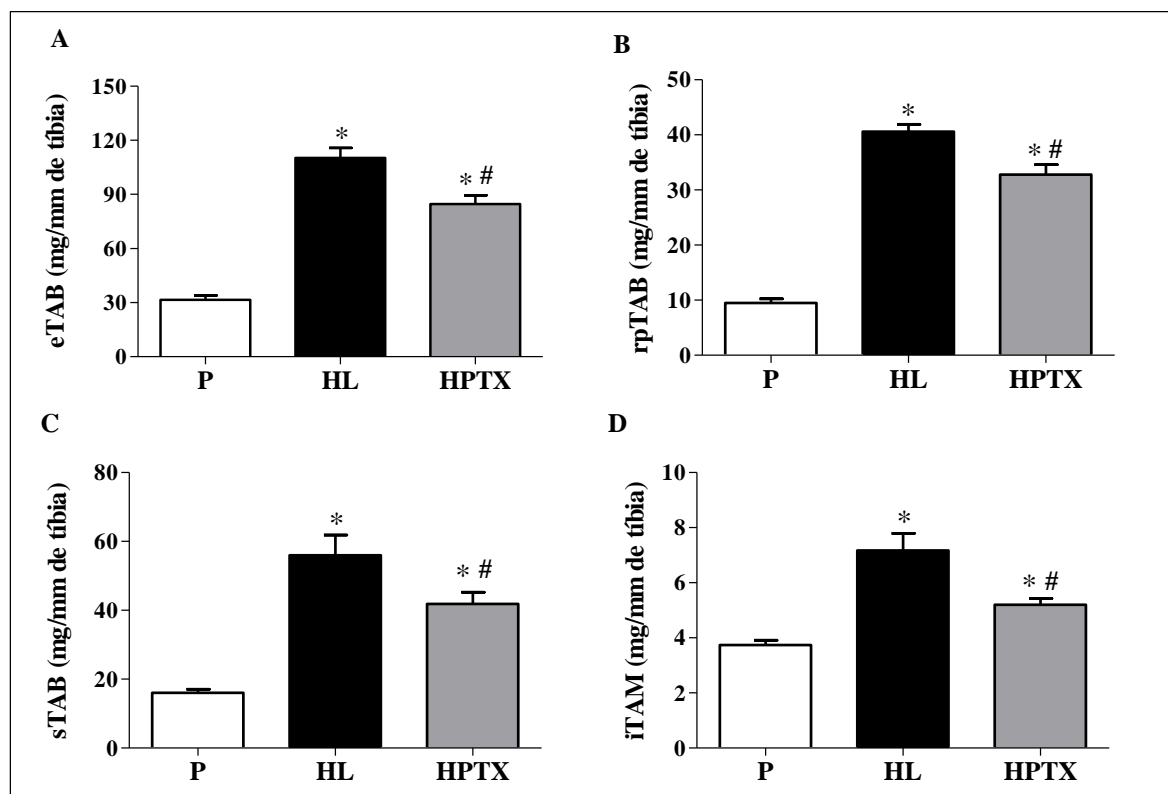 A
eTAB (mg/mm de tíbia)
150
120
90
60
30
0
*
* #
P HL HPTX
B
rpTAB (mg/mm de tíbia)
50
40
30
20
10
0
*
* #
P HL HPTX
C
sTAB (mg/mm de tíbia)
80
60
40
20
0
*
* #
P HL HPTX
D
iTAM (mg/mm de tíbia)
10
8
6
4
2
0
*
* #
P HL HPTX